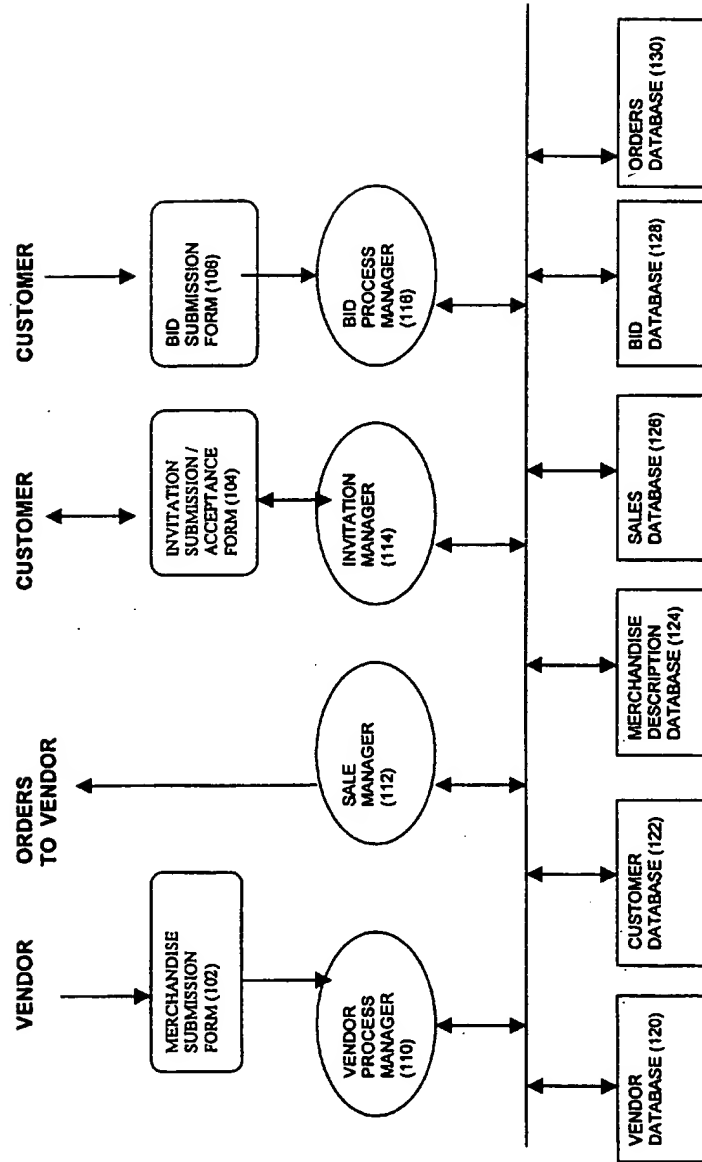 VENDOR
ORDERS
TO VENDOR
CUSTOMER
CUSTOMER
MERCHANDISE
SUBMISSION
FORM (102)
INVITATION
SUBMISSION /
ACCEPTANCE
FORM (104)
BID
SUBMISSION
FORM (106)
VENDOR
PROCESS
MANAGER
(110)
SALE
MANAGER
(112)
INVITATION
MANAGER
(114)
BID
PROCESS
MANAGER
(116)
VENDOR
DATABASE (120)
CUSTOMER
DATABASE (122)
MERCHANDISE
DESCRIPTION
DATABASE (124)
SALES
DATABASE (126)
BID
DATABASE (128)
ORDERS
DATABASE (130)